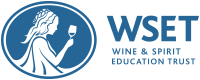 WSET
WINE & SPIRIT
EDUCATION TRUST